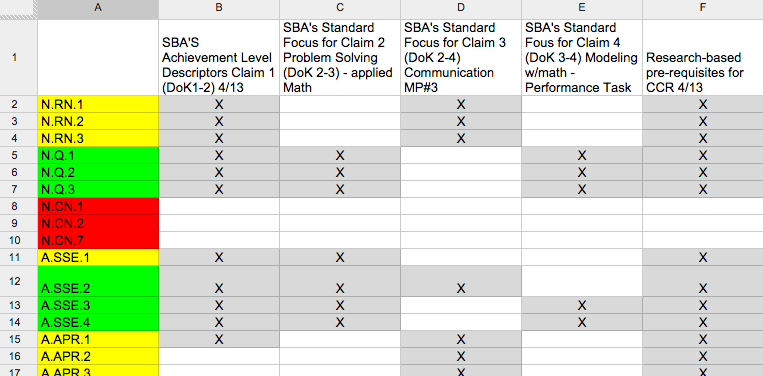 A B C D E F
1 SBA'S Achievement Level Descriptors Claim 1 (DoK1-2) 4/13 SBA's Standard Focus for Claim 2 Problem Solving (DoK 2-3) - applied Math SBA's Standard Focus for Claim 3 (DoK 2-4) Communication MP#3 SBA's Standard Fous for Claim 4 (DoK 3-4) Modeling w/math - Performance Task Research-based pre-requisites for CCR 4/13
2 N.RN.1 X X X
3 N.RN.2 X X X
4 N.RN.3 X X X
5 N.Q.1 X X X X
6 N.Q.2 X X X X
7 N.Q.3 X X X X
8 N.CN.1
9 N.CN.2
10 N.CN.7
11 A.SSE.1 X X X
12 A.SSE.2 X X X X
13 A.SSE.3 X X X X
14 A.SSE.4 X X X X
15 A.APR.1 X X X
16 A.APR.2 X X
17 A.APR.3 X X